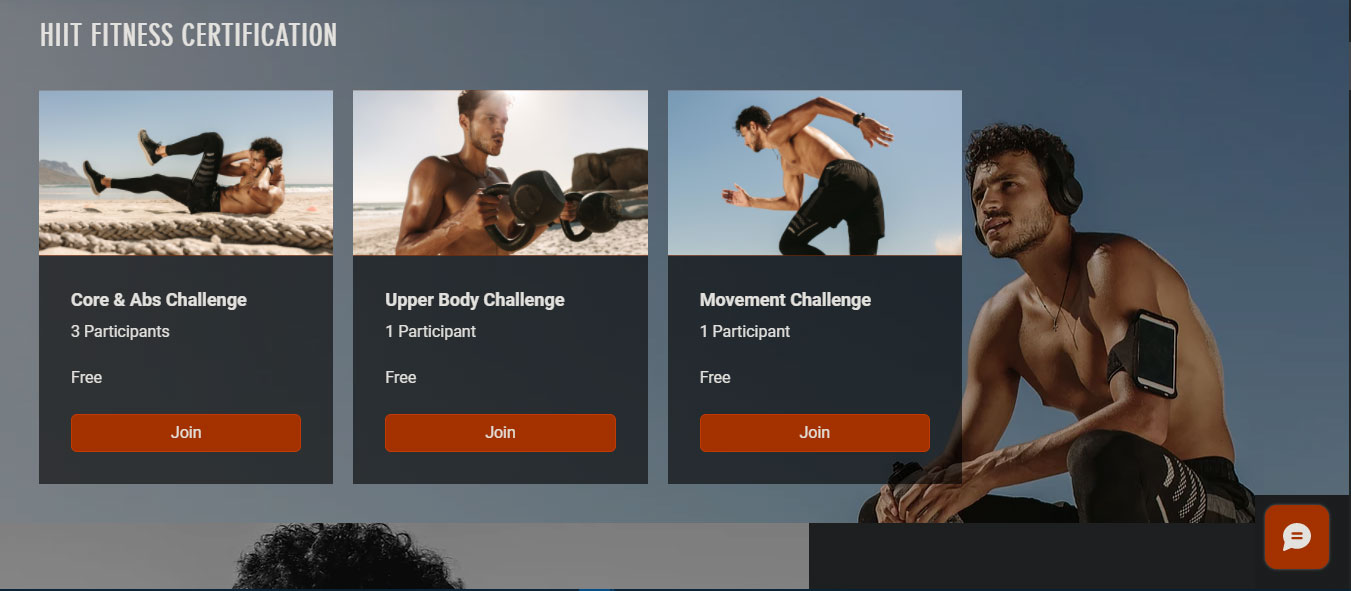 HIIT FITNESS CERTIFICATION
Core & Abs Challenge
3 Participants
Free
Join
Upper Body Challenge
1 Participant
Free
Join
Movement Challenge
1 Participant
Free
Join